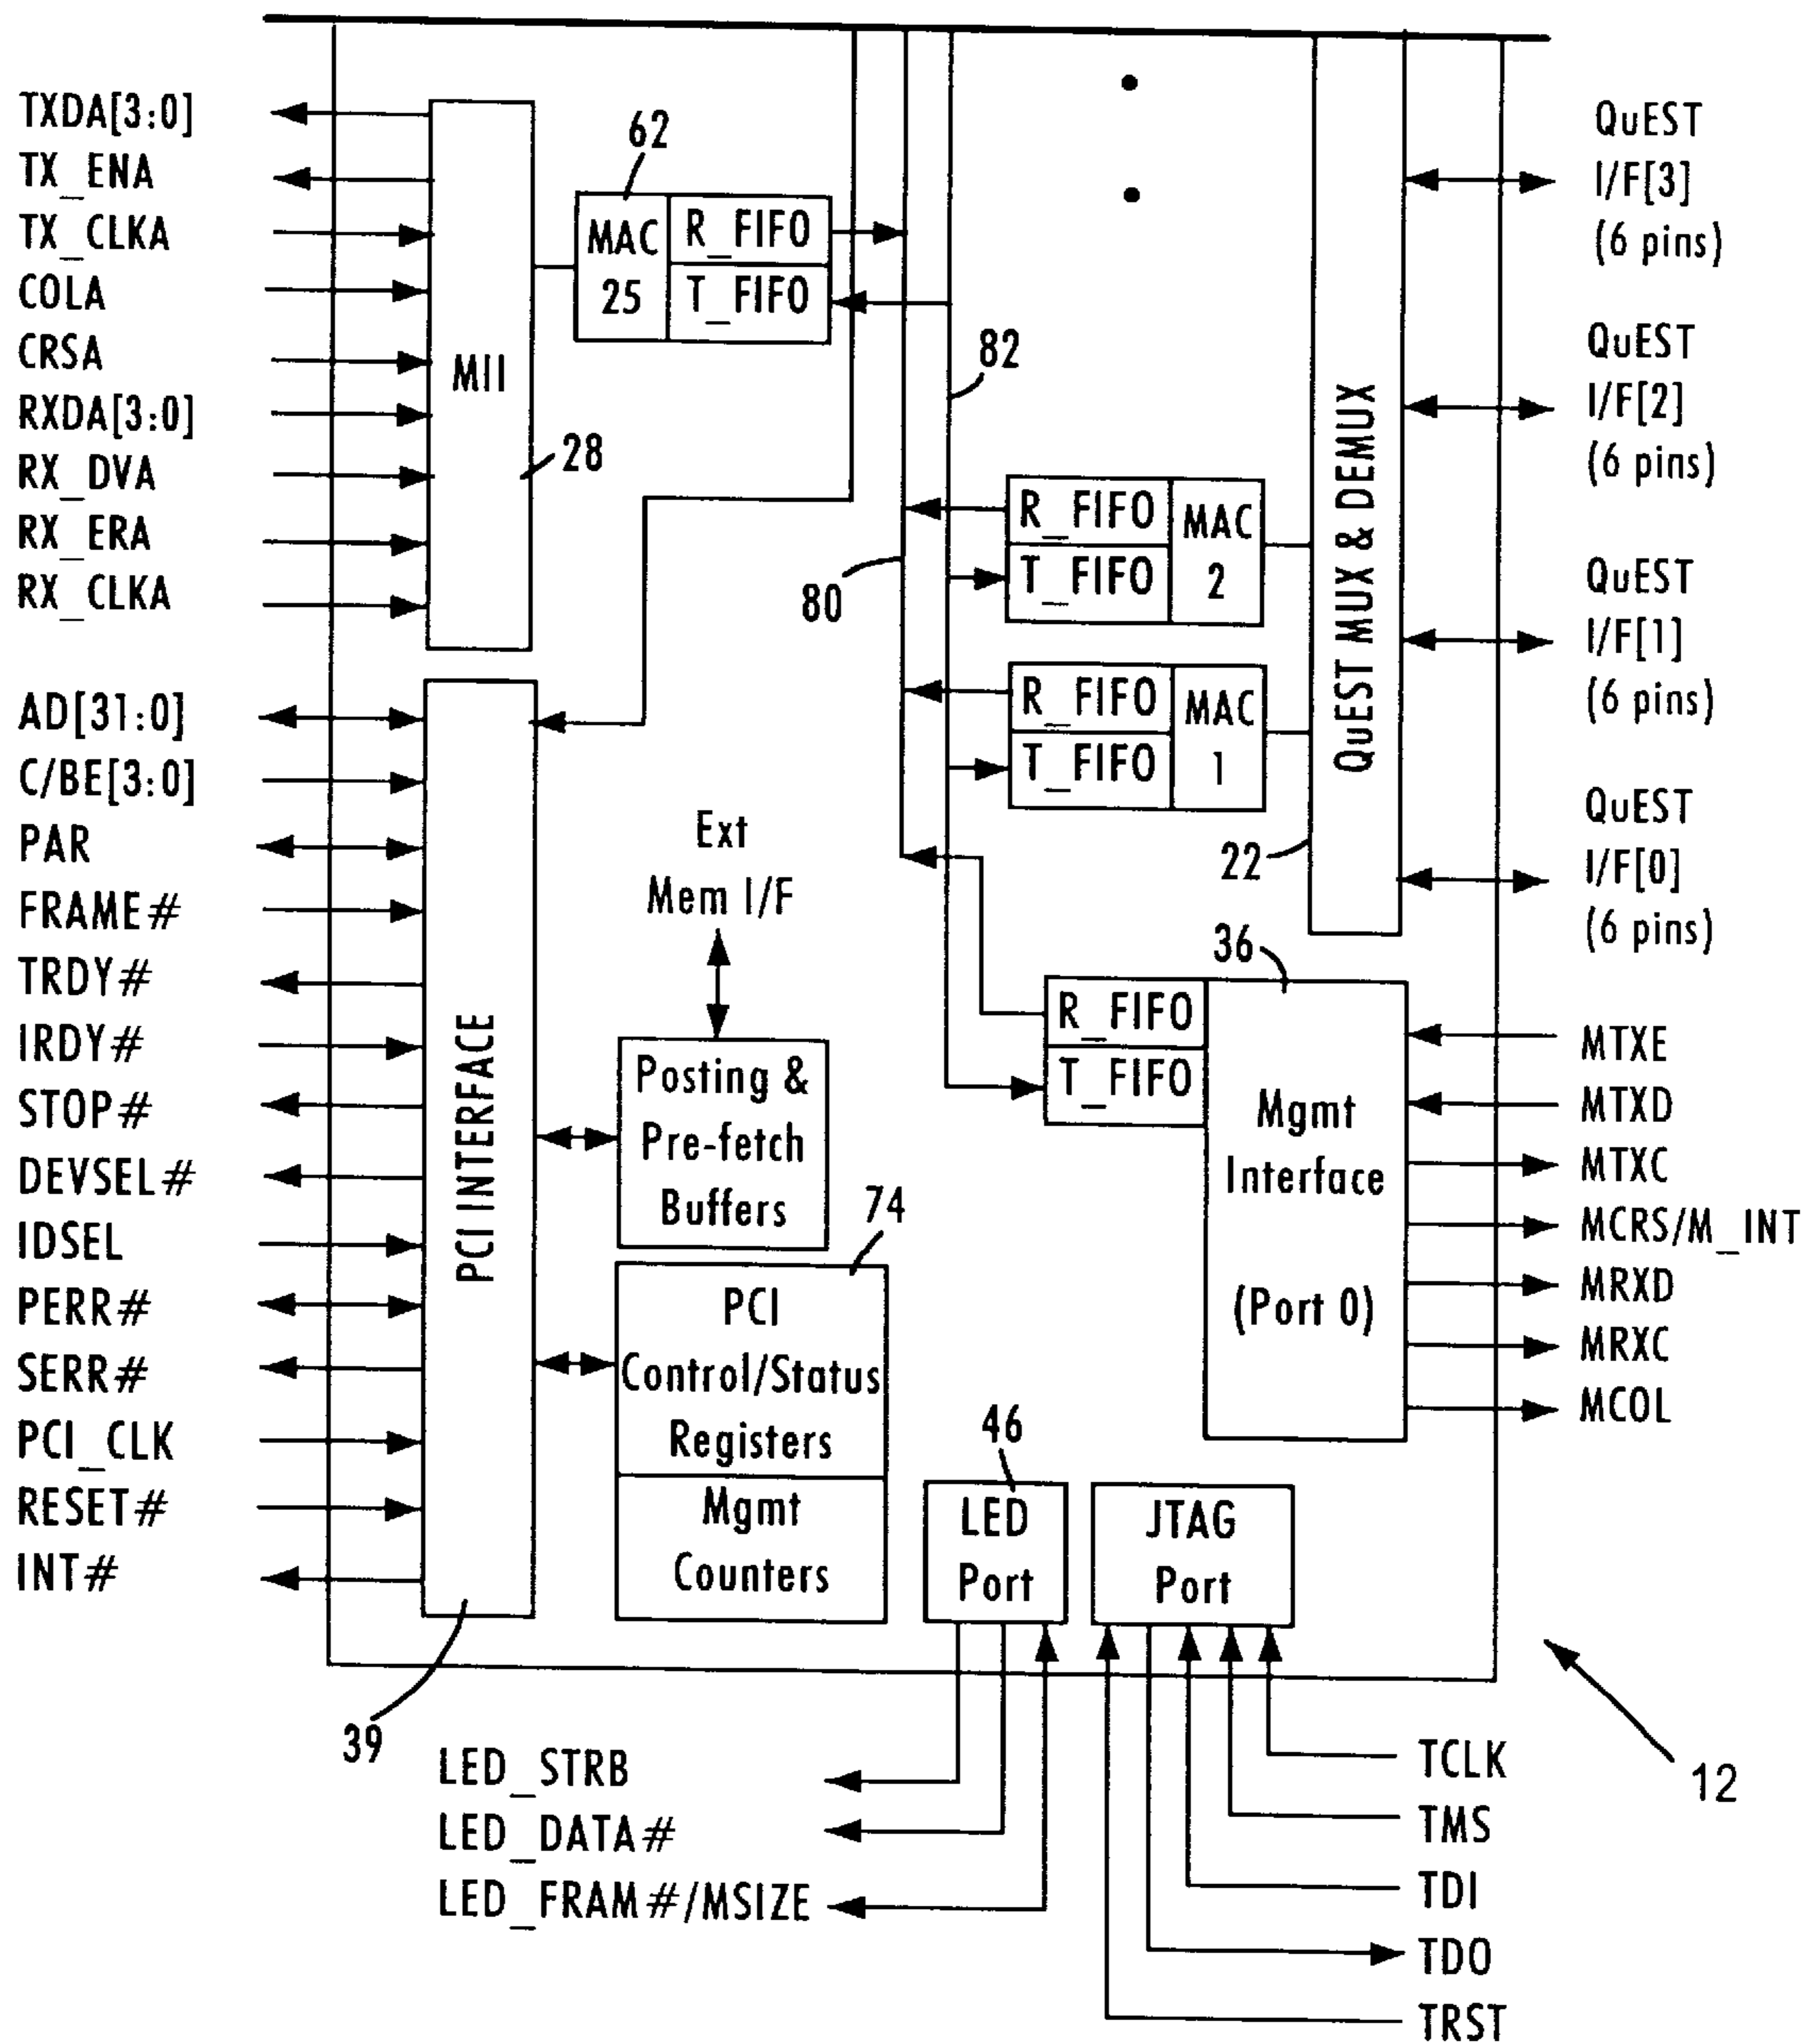 TXDA[3:0]
TX_ENA
TX_CLKA
COLA
CRSA
RXDA[3:0]
RX_DVA
RX_ERA
RX_CLKA
MII
28
62
MAC
25
R_FIFO
T_FIFO
82
80
R_FIFO
T_FIFO
MAC
2
R_FIFO
T_FIFO
MAC
1
QuEST MUX & DEMUX
22
QuEST
I/F[3]
(6 pins)
QuEST
I/F[2]
(6 pins)
QuEST
I/F[1]
(6 pins)
QuEST
I/F[0]
(6 pins)
AD[31:0]
C/BE[3:0]
PAR
FRAME#
TRDY#
IRDY#
STOP#
DEVSEL#
IDSEL
PERR#
SERR#
PCI_CLK
RESET#
INT#
PCI INTERFACE
39
Ext
Mem I/F
Posting &
Pre-fetch
Buffers
74
PCI
Control/Status
Registers
Mgmt
Counters
36
R_FIFO
T_FIFO
Mgmt
Interface
(Port 0)
MTXE
MTXD
MTXC
MCRS/M_INT
MRXD
MRXC
MCOL
46
LED
Port
JTAG
Port
LED_STRB
LED_DATA#
LED_FRAM#/MSIZE
TCLK
TMS
TDI
TDO
TRST
12